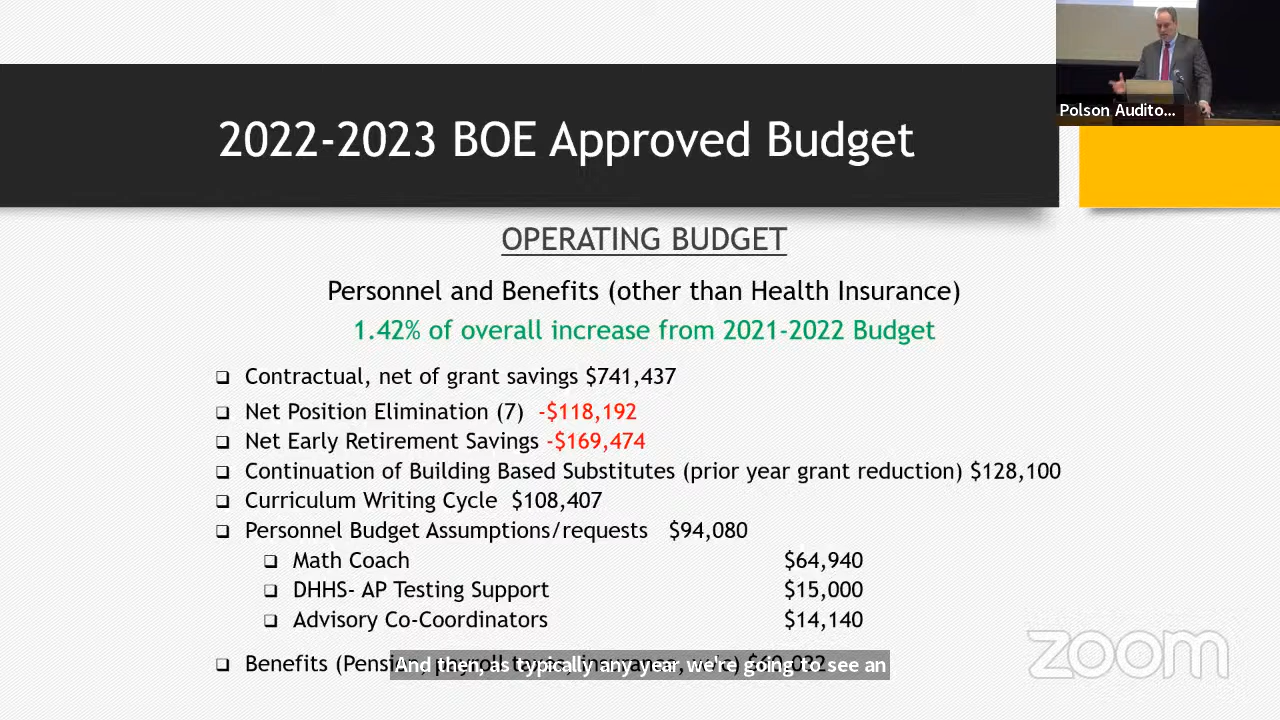 Polson Audito...
2022-2023 BOE Approved Budget
OPERATING BUDGET
Personnel and Benefits (other than Health Insurance)
1.42% of overall increase from 2021-2022 Budget
Contractual, net of grant savings $741,437
Net Position Elimination (7) -$118,192
Net Early Retirement Savings -$169,474
Continuation of Building Based Substitutes (prior year grant reduction) $128,100
Curriculum Writing Cycle $108,407
Personnel Budget Assumptions/requests $94,080
Math Coach $64,940
DHHS- AP Testing Support $15,000
Advisory Co-Coordinators $14,140
Benefits (Pension, payroll
And then, as typically any year, we're going to see an
zoom